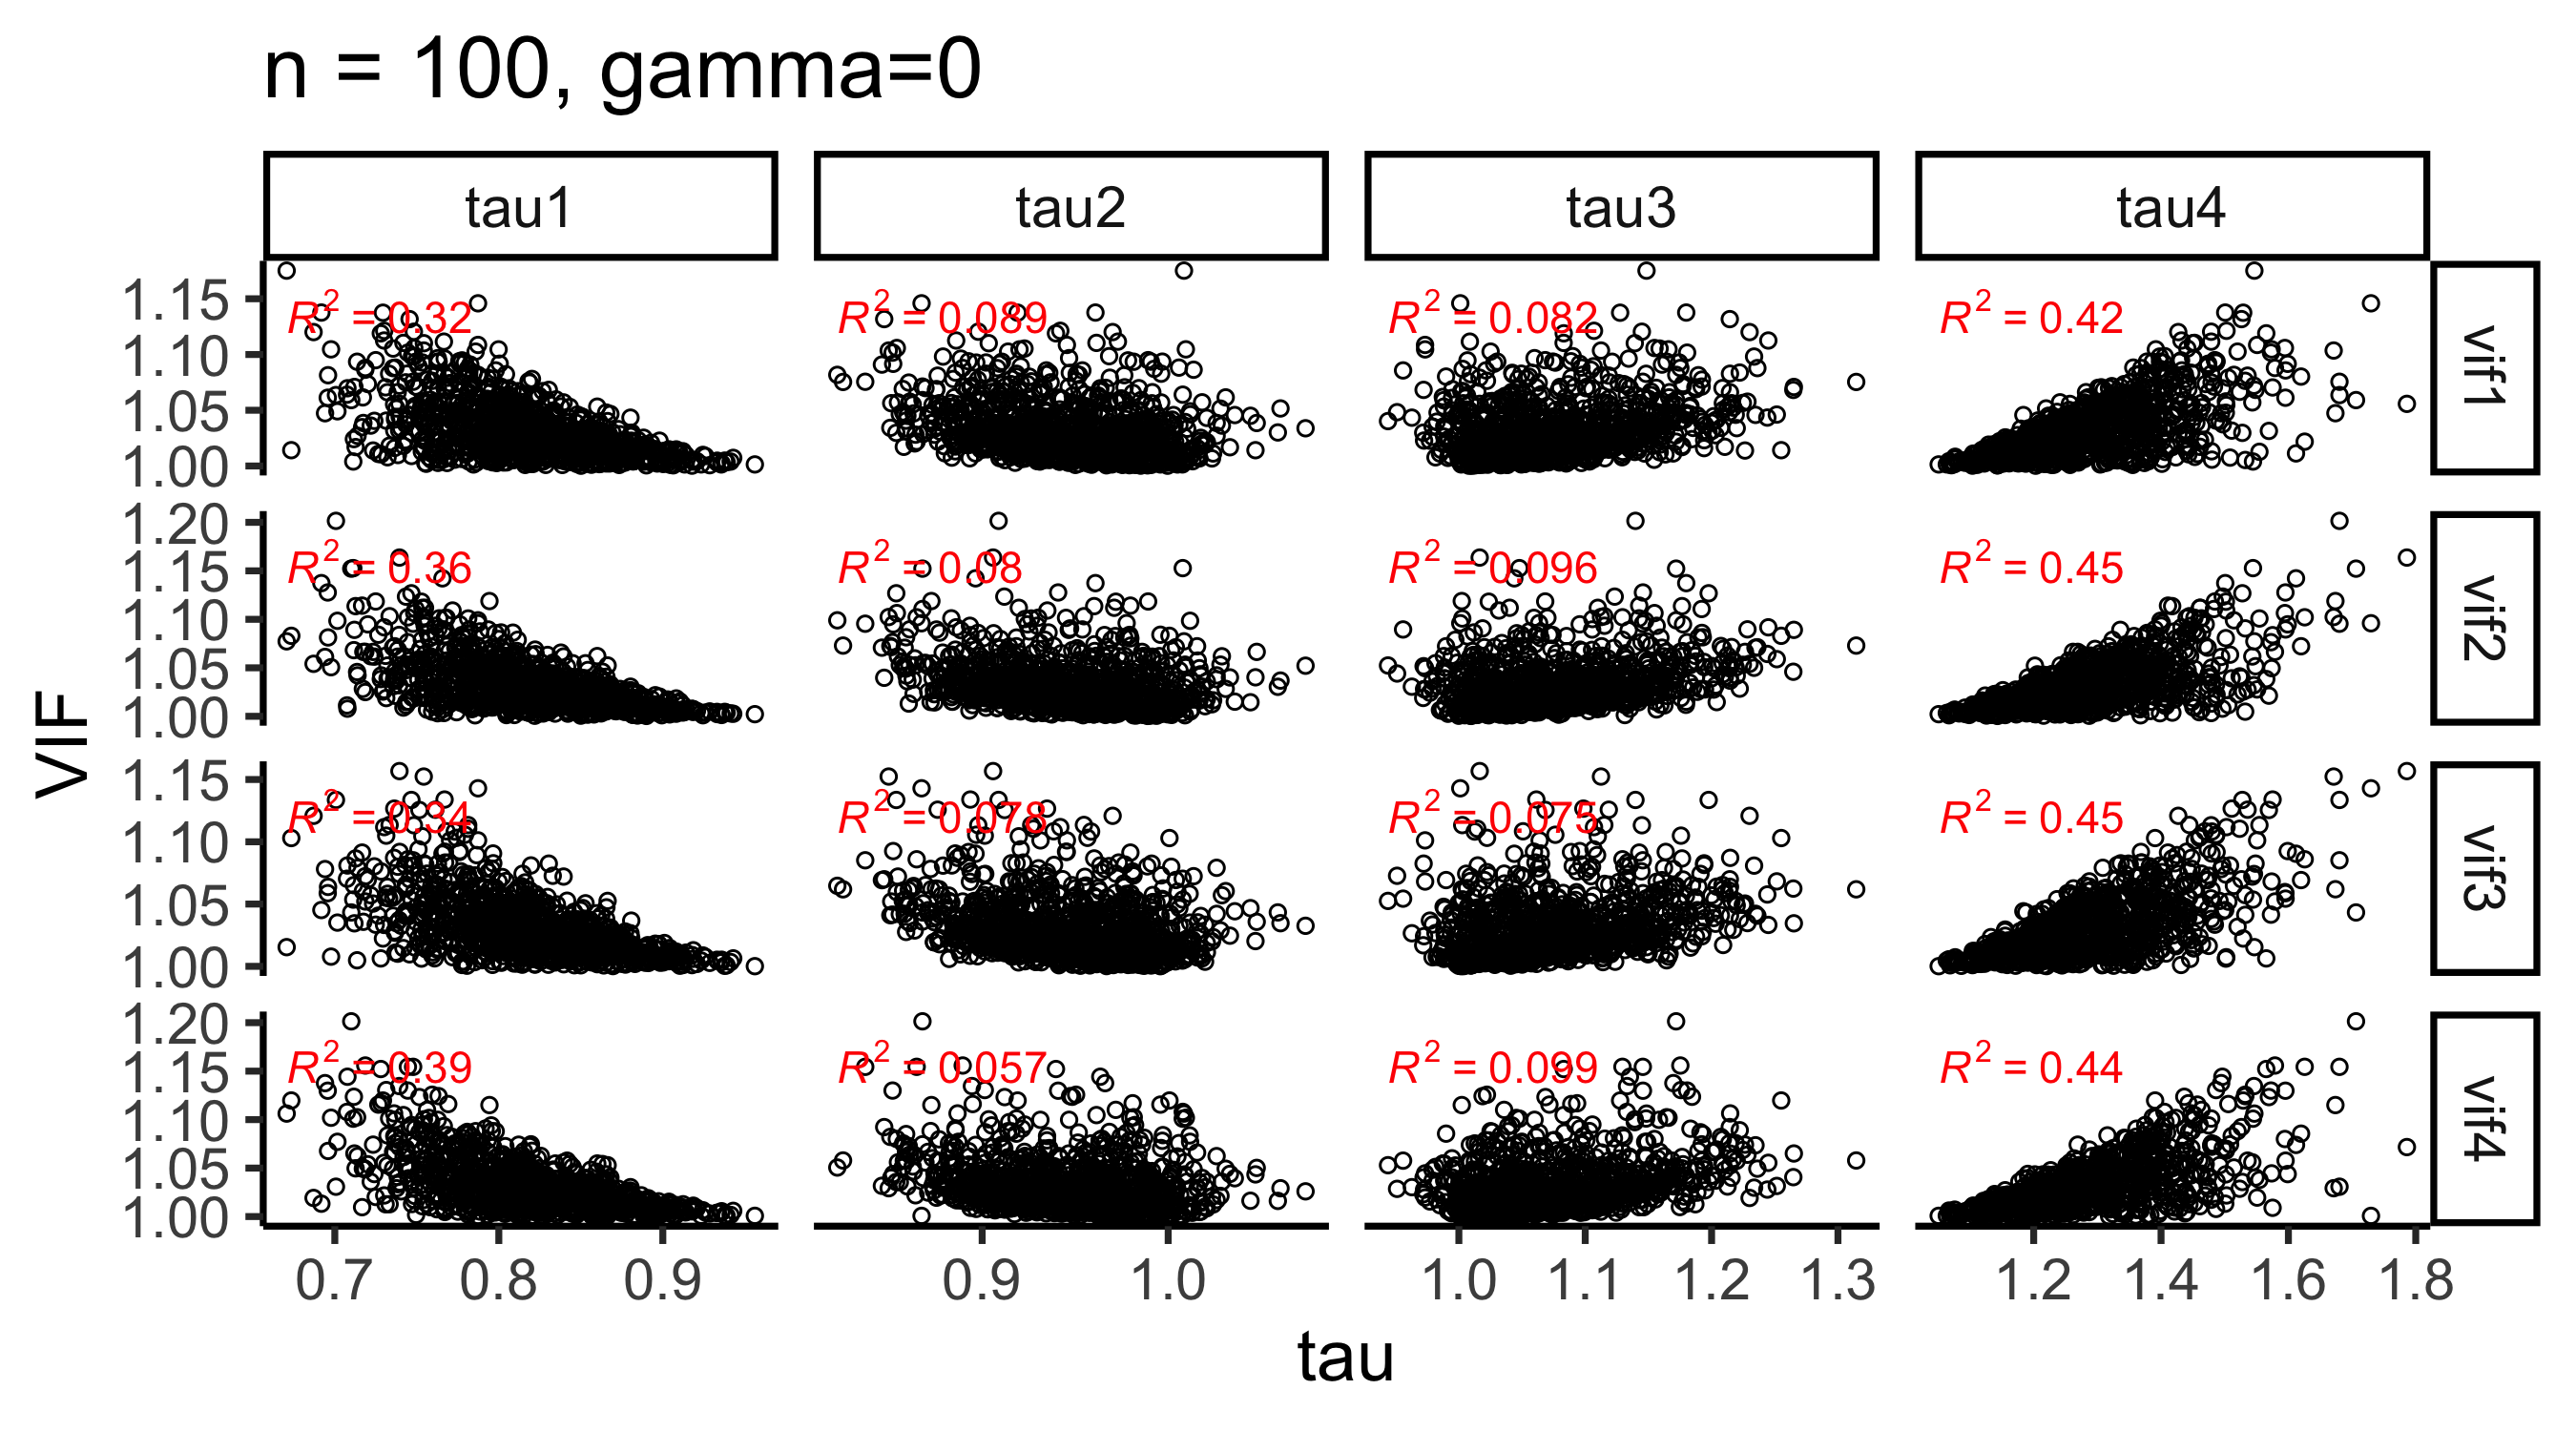 n = 100, gamma=0
tau1 tau2 tau3 tau4
1.15
R² = 0.32 R² = 0.089 R² = 0.082 R² = 0.42
1.10
1.05
1.00
vif1
1.20
1.15
R² = 0.36 R² = 0.08 R² = 0.096 R² = 0.45
1.10
1.05
1.00
vif2
VIF
1.15
R² = 0.34 R² = 0.078 R² = 0.075 R² = 0.45
1.10
1.05
1.00
vif3
1.20
1.15
R² = 0.39 R² = 0.057 R² = 0.099 R² = 0.44
1.10
1.05
1.00
vif4
0.7 0.8 0.9 0.9 1.0 1.0 1.1 1.2 1.3 1.2 1.4 1.6 1.8
tau